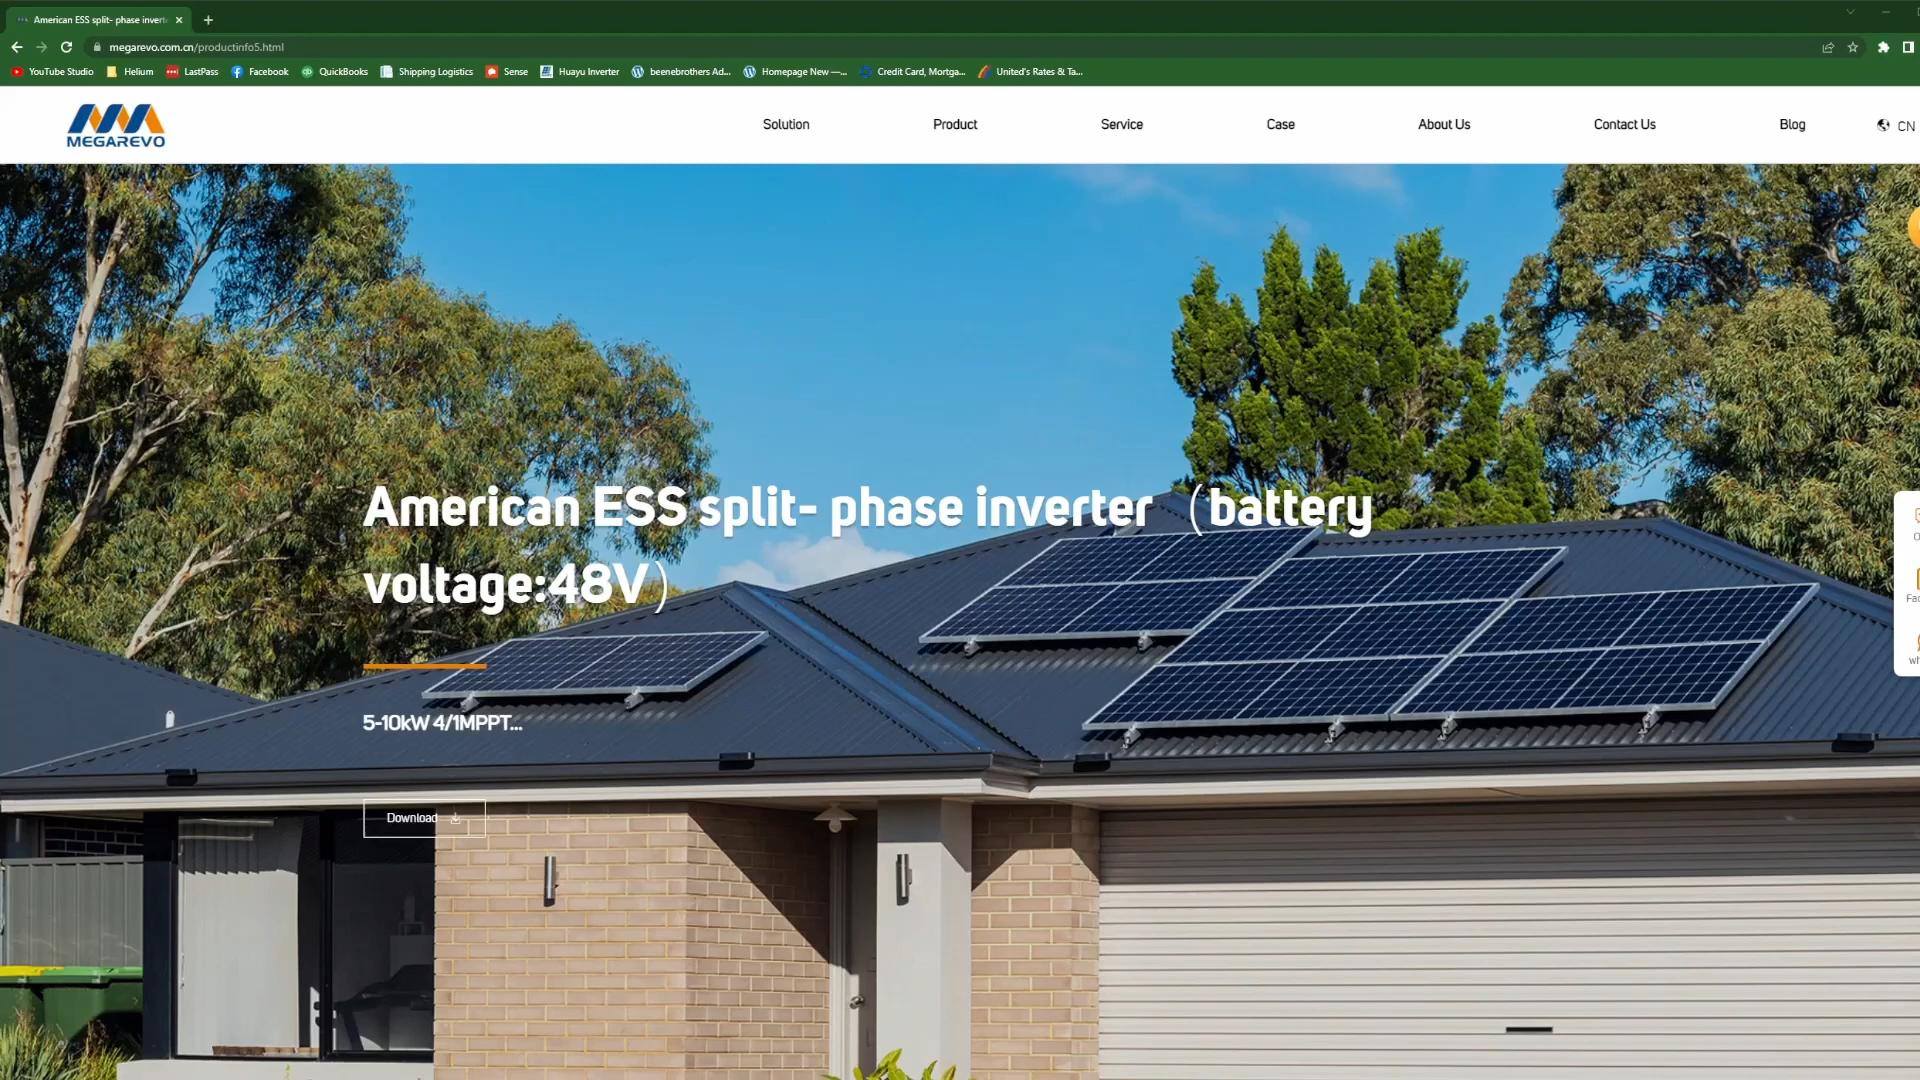 American ESS split- phase inverte
megarevo.com.cn/productinfo5.html
YouTube Studio
Helium
LastPass
Facebook
QuickBooks
Shipping Logistics
Sense
Huayu Inverter
beenebrothers Ad...
Homepage New —...
Credit Card, Mortga...
United's Rates & Ta...
MEGAREVO
Solution
Product
Service
Case
About Us
Contact Us
Blog
CN
American ESS split- phase inverter（battery
voltage:48V）
5-10kW 4/1MPPT...
Download